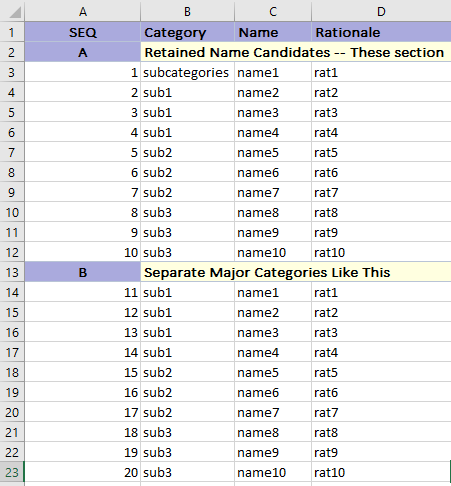 A B C D
1 SEQ Category Name Rationale
2 A Retained Name Candidates -- These section
3 1 subcategories name1 rat1
4 2 sub1 name2 rat2
5 3 sub1 name3 rat3
6 4 sub1 name4 rat4
7 5 sub2 name5 rat5
8 6 sub2 name6 rat6
9 7 sub2 name7 rat7
10 8 sub3 name8 rat8
11 9 sub3 name9 rat9
12 10 sub3 name10 rat10
13 B Separate Major Categories Like This
14 11 sub1 name1 rat1
15 12 sub1 name2 rat2
16 13 sub1 name3 rat3
17 14 sub1 name4 rat4
18 15 sub2 name5 rat5
19 16 sub2 name6 rat6
20 17 sub2 name7 rat7
21 18 sub3 name8 rat8
22 19 sub3 name9 rat9
23 20 sub3 name10 rat10